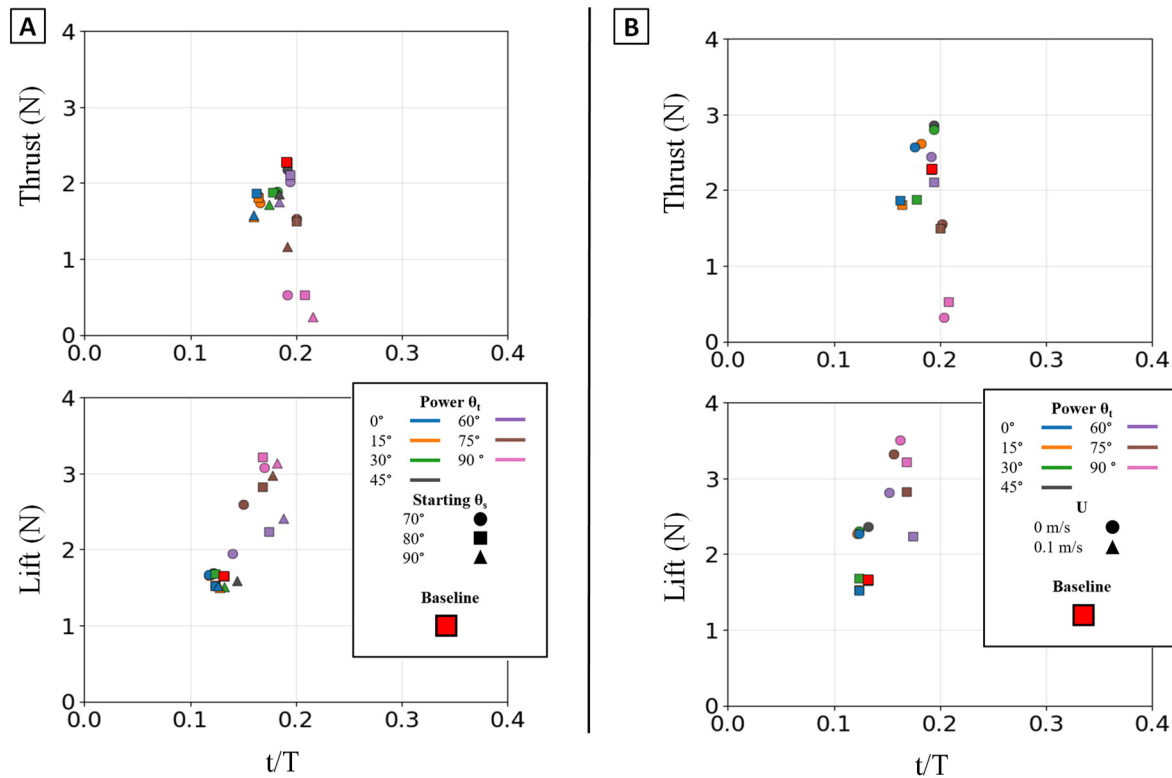 A
Thrust (N)
4
3
2
1
0
0.0 0.1 0.2 0.3 0.4
Lift (N)
4
3
2
1
0
0.0 0.1 0.2 0.3 0.4
t/T
Power θt
0° 60°
15° 75°
30° 90 °
45°
Starting θs
70°
80°
90°
Baseline
B
Thrust (N)
4
3
2
1
0
0.0 0.1 0.2 0.3 0.4
Lift (N)
4
3
2
1
0
0.0 0.1 0.2 0.3 0.4
t/T
Power θt
0° 60°
15° 75°
30° 90 °
45°
U
0 m/s
0.1 m/s
Baseline